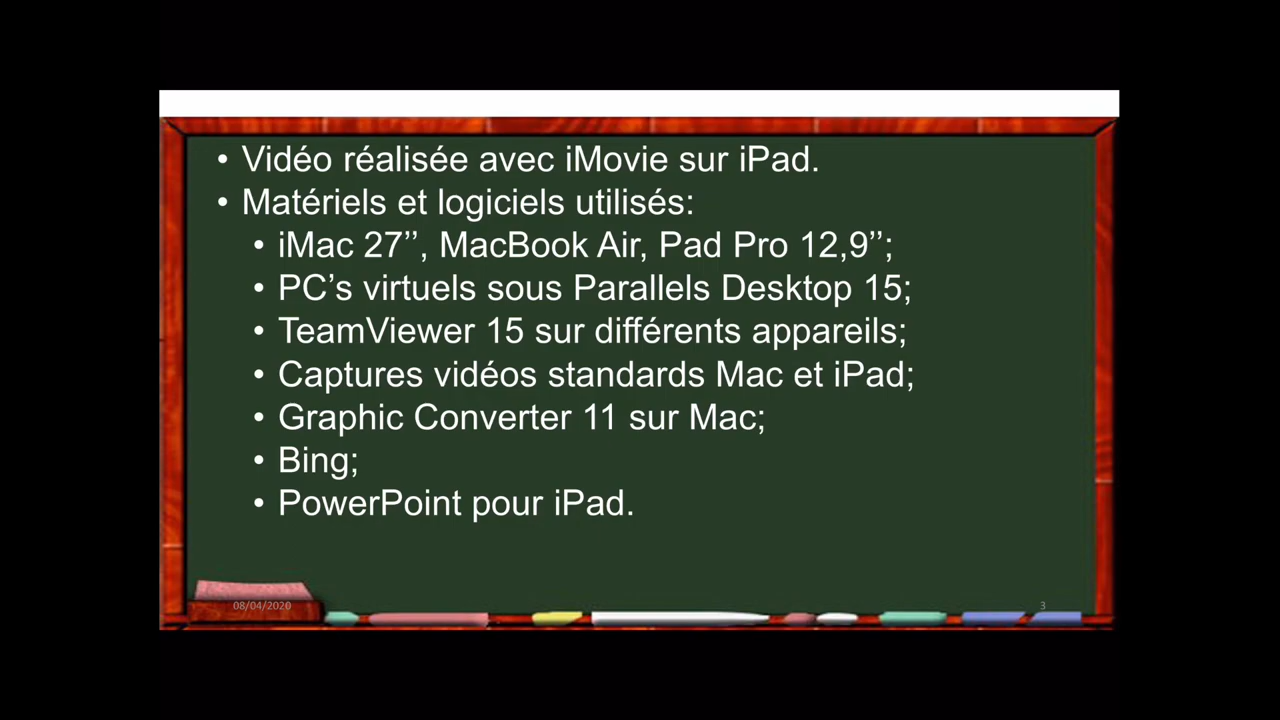 • Vidéo réalisée avec iMovie sur iPad.
• Matériels et logiciels utilisés:
• iMac 27’’, MacBook Air, Pad Pro 12,9’’;
• PC’s virtuels sous Parallels Desktop 15;
• TeamViewer 15 sur différents appareils;
• Captures vidéos standards Mac et iPad;
• Graphic Converter 11 sur Mac;
• Bing;
• PowerPoint pour iPad.
08/04/2020
3